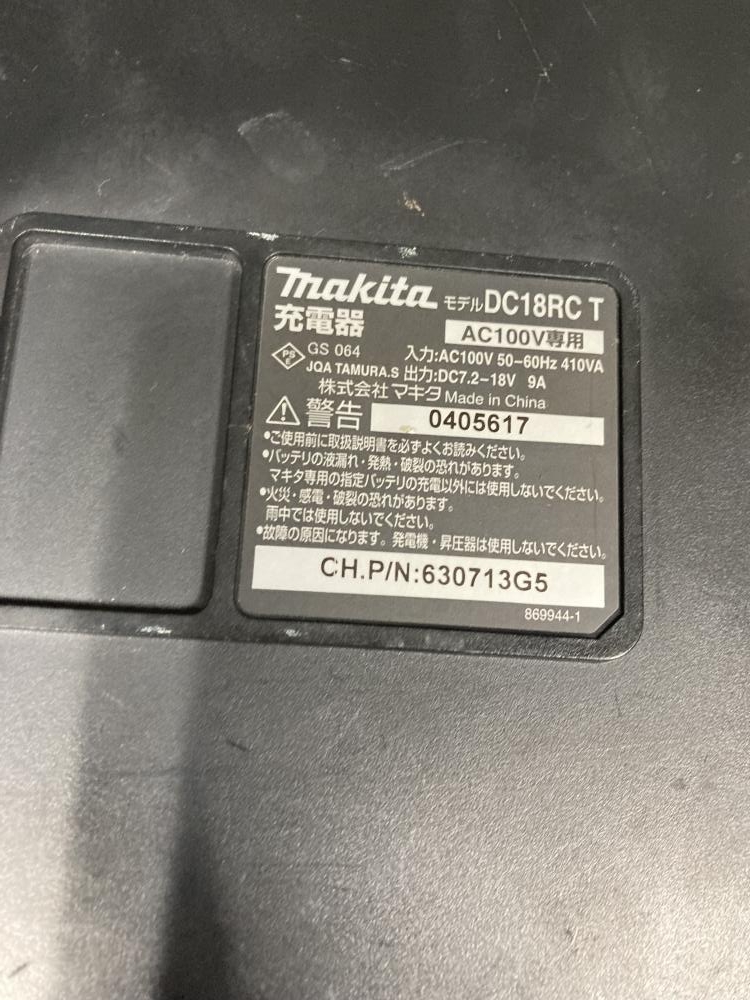 makita モデル DC18RC T
充電器 AC100V専用
PS E GS 064 入力:AC100V 50-60Hz 410VA
JQA TAMURA.S 出力:DC7.2-18V 9A
株式会社マキタ Made in China
警告 0405617
•ご使用前に取扱説明書を必ずよくお読みください。
•バッテリの液漏れ・発熱・破裂の恐れがあります。
マキタ専用の指定バッテリの充電以外には使用しないでください。
•火災・感電・破裂の恐れがあります。
雨中では使用しないでください。
•故障の原因になります。発電機・昇圧器は使用しないでください。
CH.P/N:630713G5
869944-1